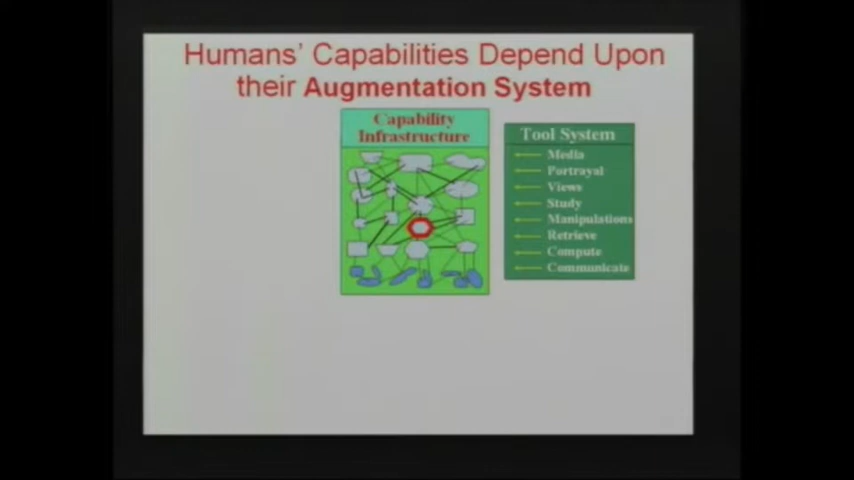 Humans' Capabilities Depend Upon
their Augmentation System
Capability
Infrastructure
Tool System
Media
Portrayal
Views
Study
Manipulations
Retrieve
Compute
Communicate